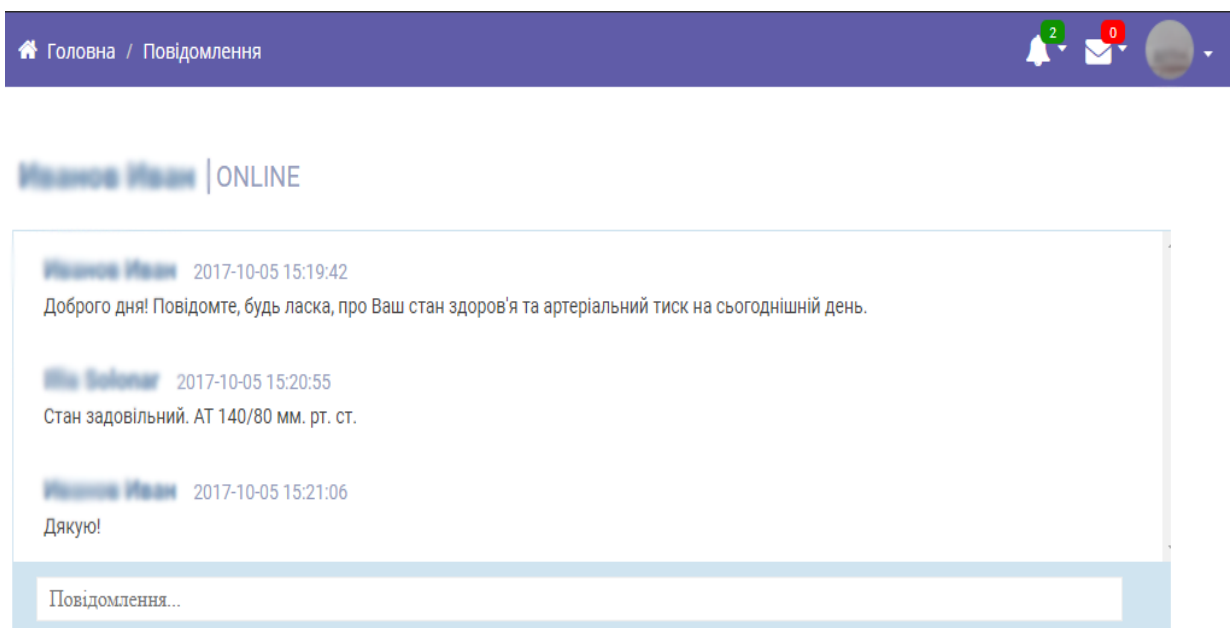 Головна / Повідомлення
2
0
|ONLINE
2017-10-05 15:19:42
Доброго дня! Повідомте, будь ласка, про Ваш стан здоров'я та артеріальний тиск на сьогоднішній день.
2017-10-05 15:20:55
Стан задовільний. АТ 140/80 мм. рт. ст.
2017-10-05 15:21:06
Дякую!
Повідомлення...